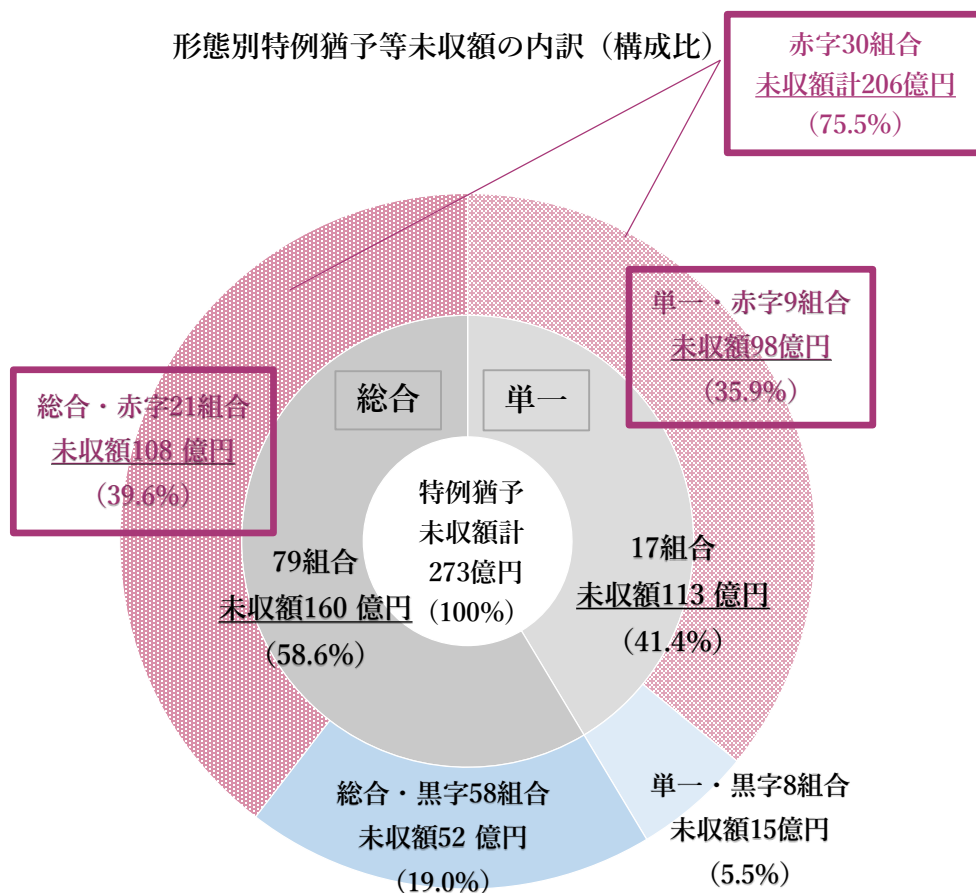 形態別特例猶予等未収額の内訳（構成比）
赤字30組合
未収額計206億円
（75.5%）
単一・赤字9組合
未収額98億円
（35.9%）
総合・赤字21組合
未収額108 億円
（39.6%）
総合
単一
特例猶予
未収額計
273億円
（100%）
79組合
未収額160 億円
（58.6%）
17組合
未収額113 億円
（41.4%）
総合・黒字58組合
未収額52 億円
（19.0%）
単一・黒字8組合
未収額15億円
（5.5%）